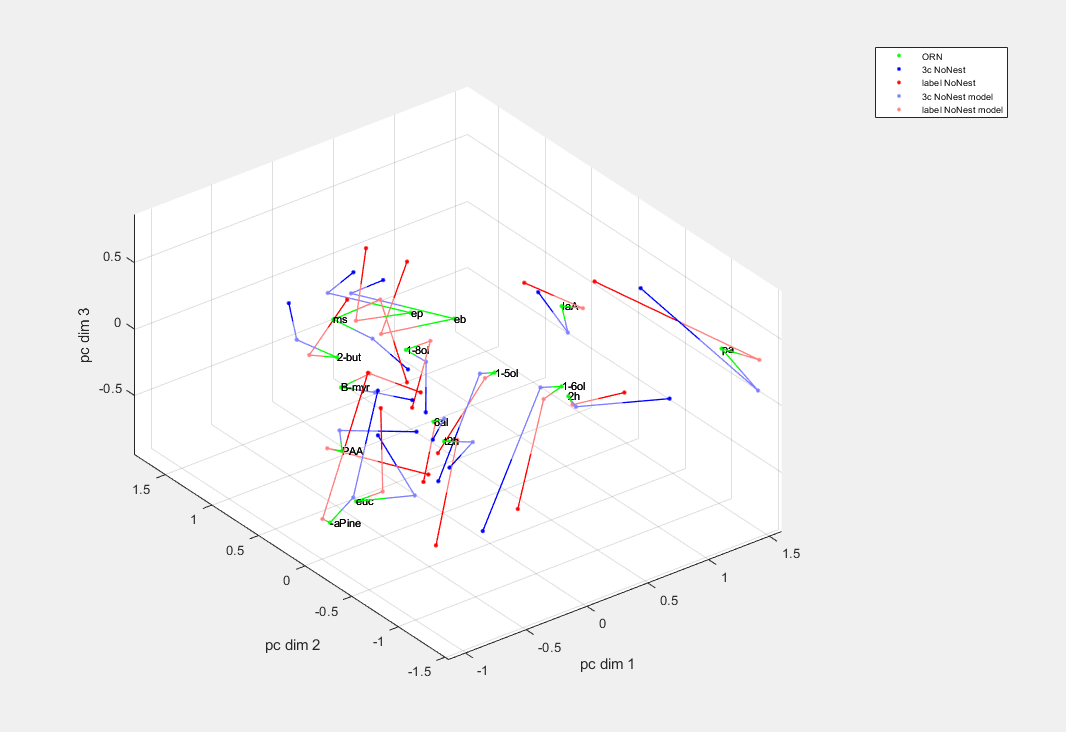 ORN
3c NoNest
label NoNest
3c NoNest model
label NoNest model
0.5
0
-0.5
pc dim 3
1.5
1
0.5
0
-0.5
-1
-1.5
pc dim 2
-1
-0.5
0
0.5
1
1.5
pc dim 1
ms
ep
eb
IaA
pa
2-but
1-8ol
1-5ol
B-myr
1-6ol
2h
6al
t2h
PAA
euc
-aPine